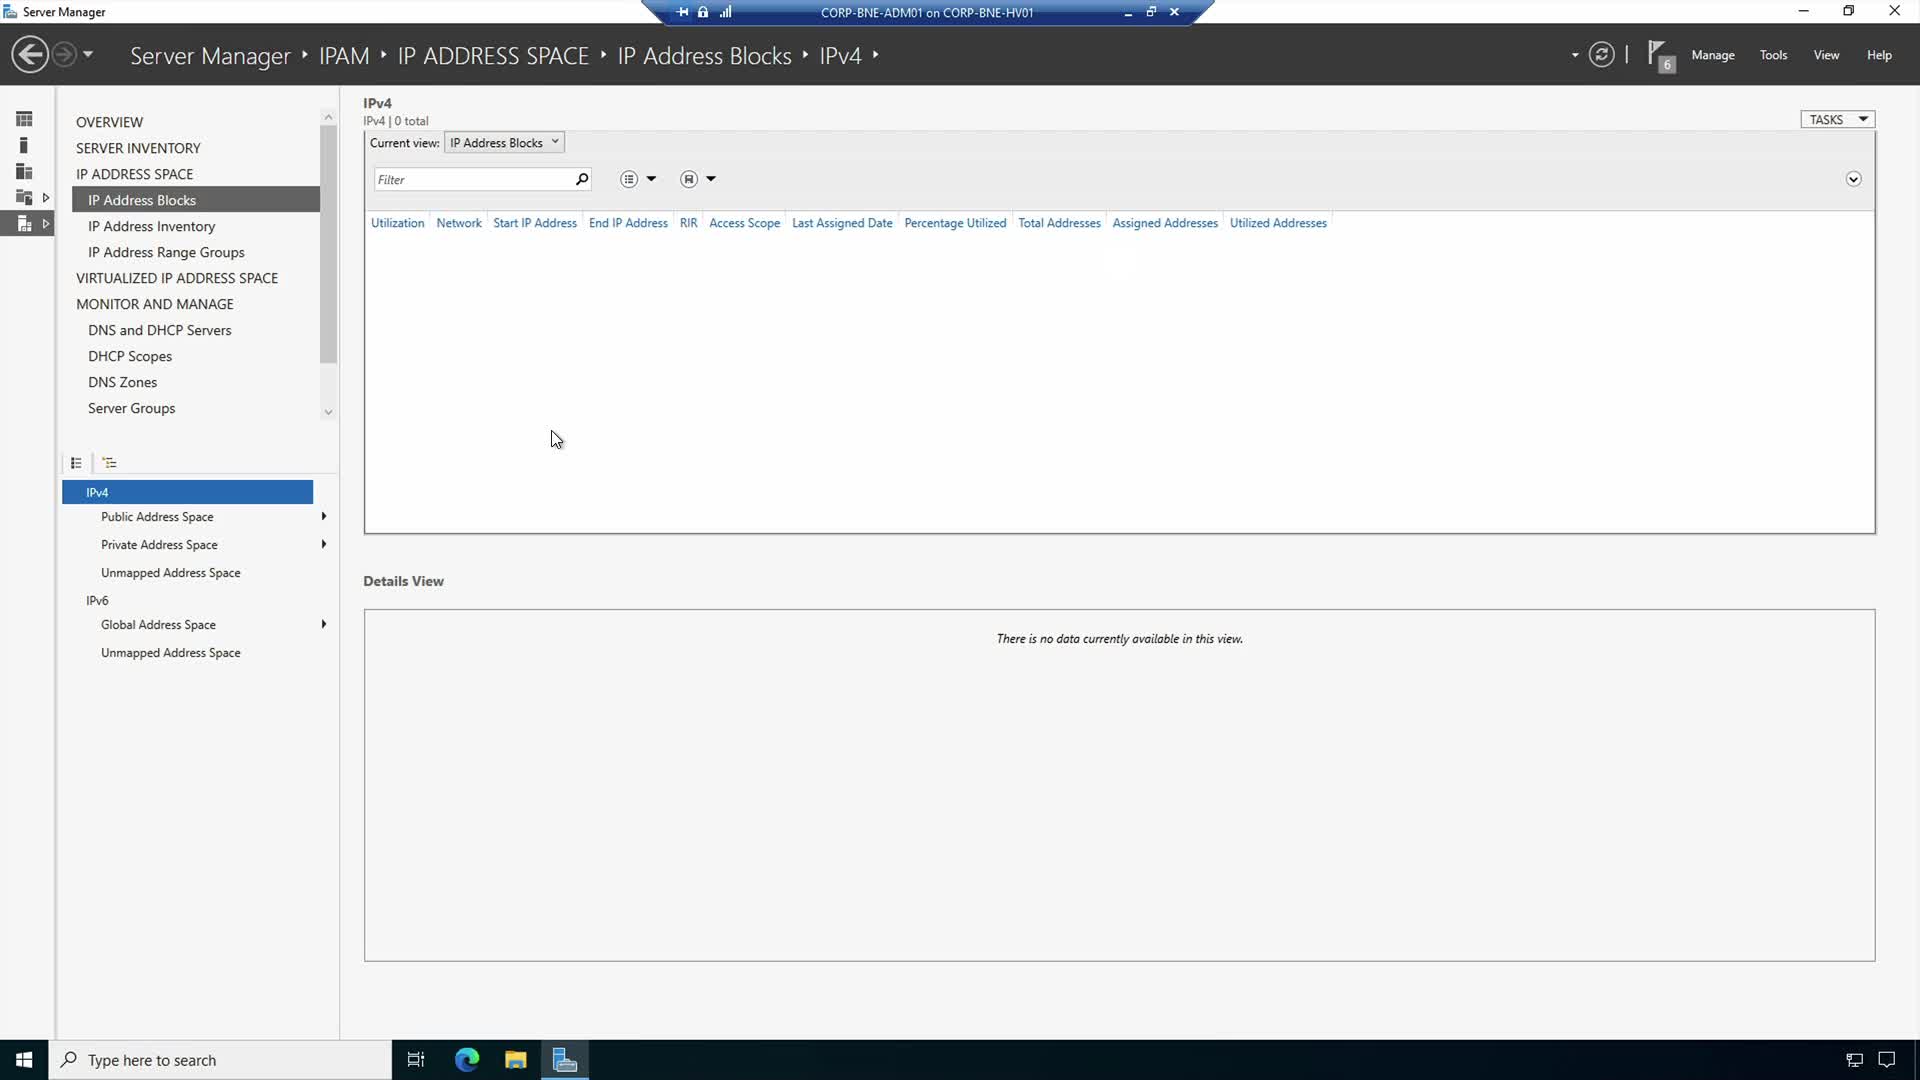 Server Manager
CORP-BNE-ADM01 on CORP-BNE-HV01
Server Manager IPAM IP ADDRESS SPACE IP Address Blocks IPv4
6 Manage Tools View Help
OVERVIEW
SERVER INVENTORY
IP ADDRESS SPACE
IP Address Blocks
IP Address Inventory
IP Address Range Groups
VIRTUALIZED IP ADDRESS SPACE
MONITOR AND MANAGE
DNS and DHCP Servers
DHCP Scopes
DNS Zones
Server Groups
IPv4
Public Address Space
Private Address Space
Unmapped Address Space
IPv6
Global Address Space
Unmapped Address Space
IPv4
IPv4 | 0 total
TASKS
Current view: IP Address Blocks
Filter
Utilization Network Start IP Address End IP Address RIR Access Scope Last Assigned Date Percentage Utilized Total Addresses Assigned Addresses Utilized Addresses
Details View
There is no data currently available in this view.
Type here to search